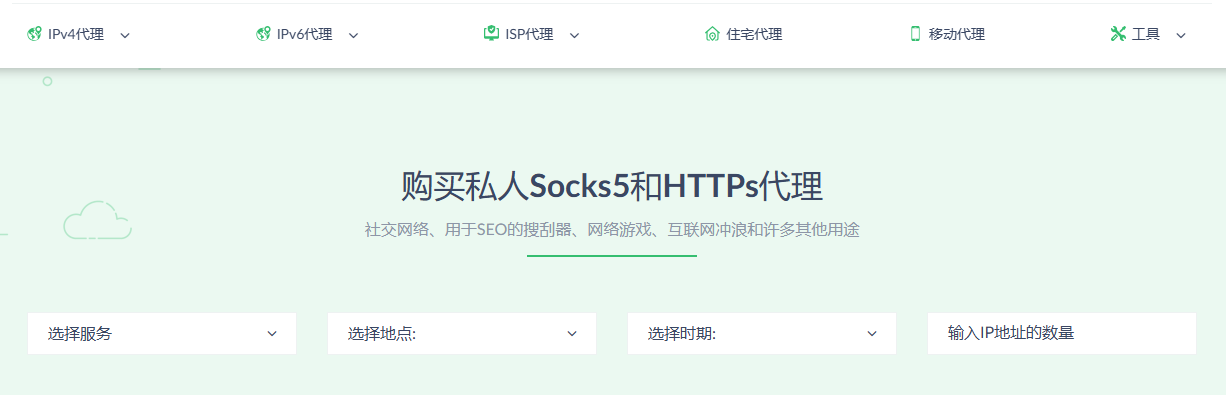 IPv4代理 IPv6代理 ISP代理 住宅代理 移动代理 工具
购买私人Socks5和HTTPs代理
社交网络、用于SEO的搜刮器、网络游戏、互联网冲浪和许多其他用途
选择服务 选择地点: 选择时期: 输入IP地址的数量